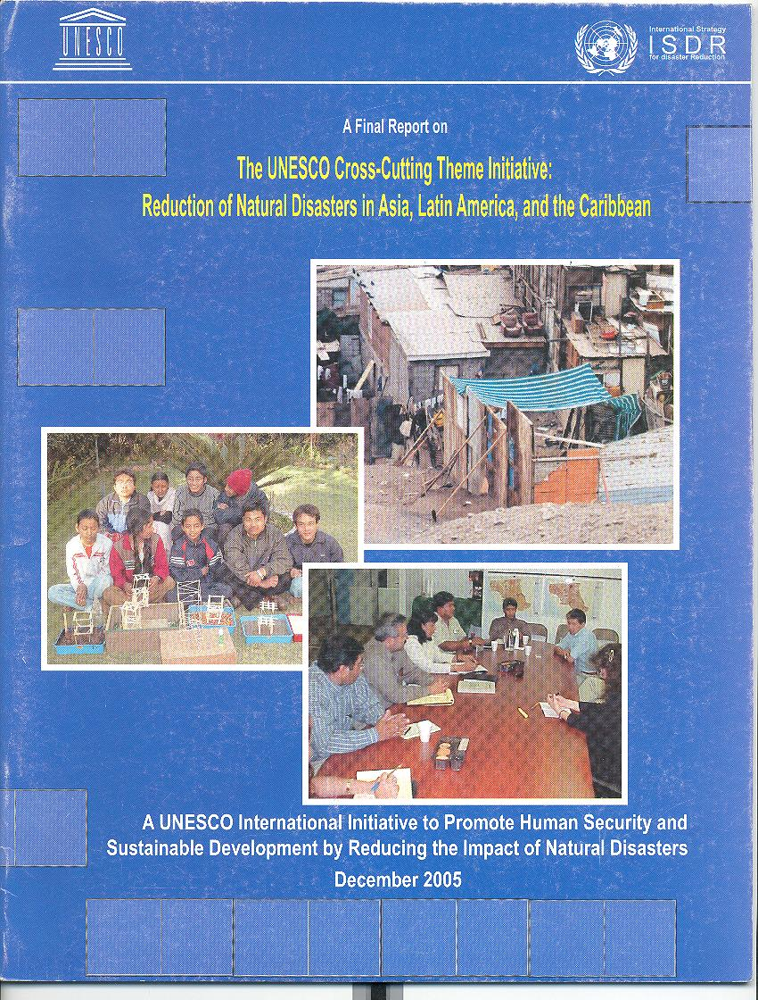 UNESCO
International Strategy
ISDR
for disaster Reduction
A Final Report on
The UNESCO Cross-Cutting Theme Initiative:
Reduction of Natural Disasters in Asia, Latin America, and the Caribbean
A UNESCO International Initiative to Promote Human Security and
Sustainable Development by Reducing the Impact of Natural Disasters
December 2005